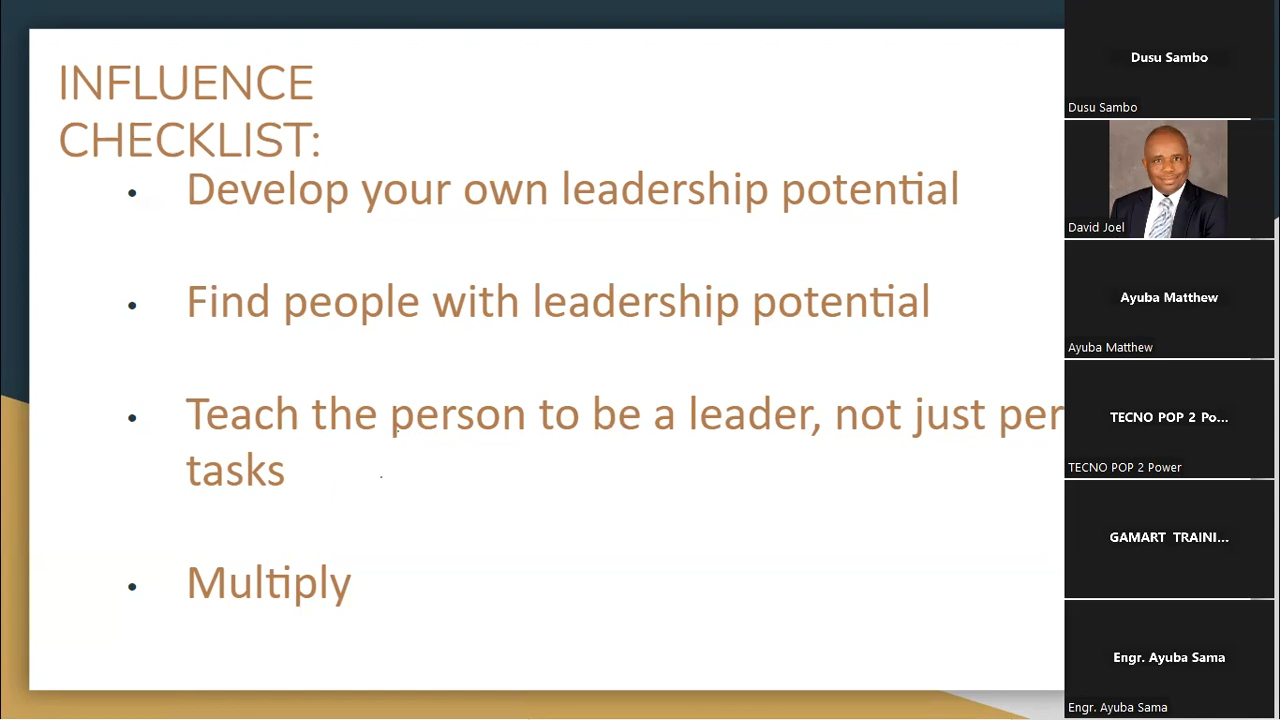 INFLUENCE
CHECKLIST:
• Develop your own leadership potential
• Find people with leadership potential
• Teach the person to be a leader, not just per
tasks
• Multiply
Dusu Sambo
Dusu Sambo
David Joel
Ayuba Matthew
Ayuba Matthew
TECNO POP 2 Po...
TECNO POP 2 Power
GAMART TRAINI...
Engr. Ayuba Sama
Engr. Ayuba Sama